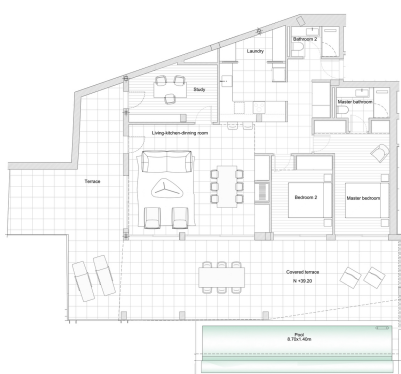 Bathroom 2
Laundry
Study
Master bathroom
Living-kitchen-dinning room
Terrace
Bedroom 2
Master bedroom
Covered terrace
N +39.20
Pool
8.70x1.40m